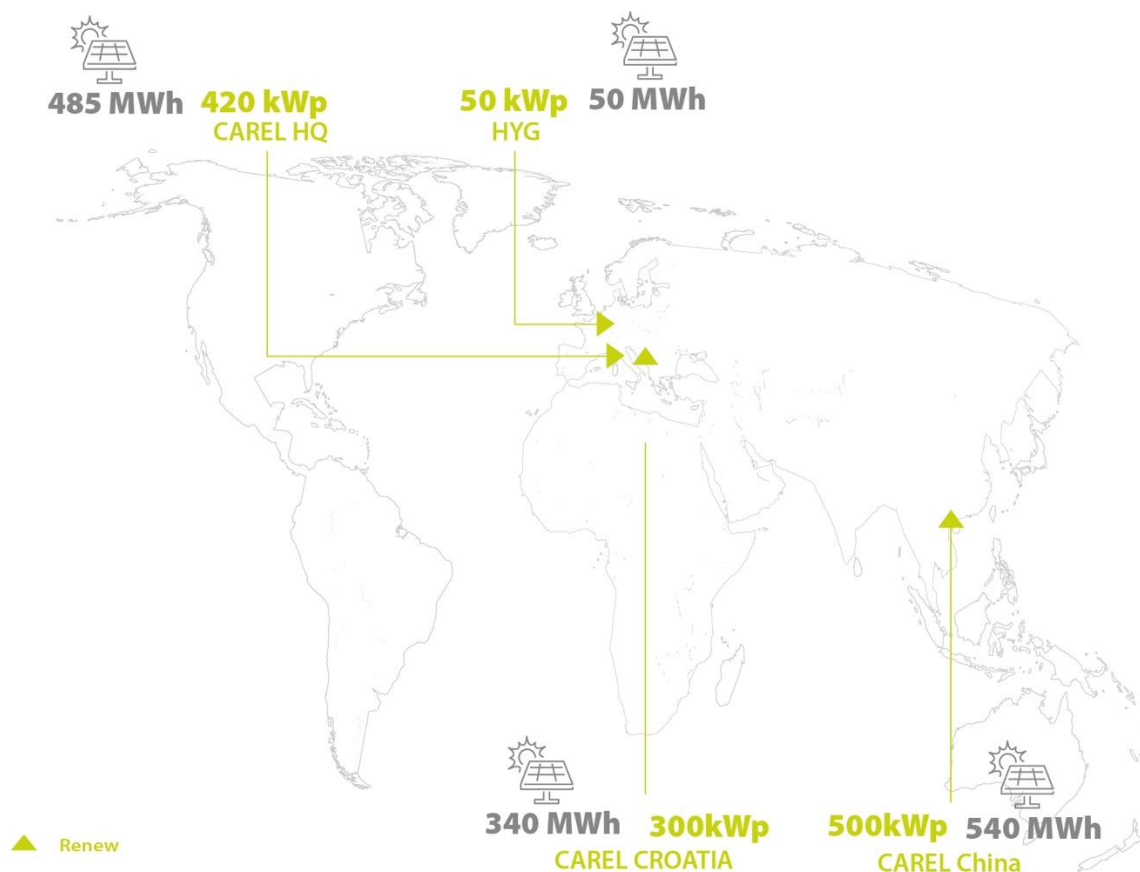 485 MWh 420 kWp
CAREL HQ
50 kWp 50 MWh
HYG
340 MWh 300kWp
CAREL CROATIA
500kWp 540 MWh
CAREL China
Renew